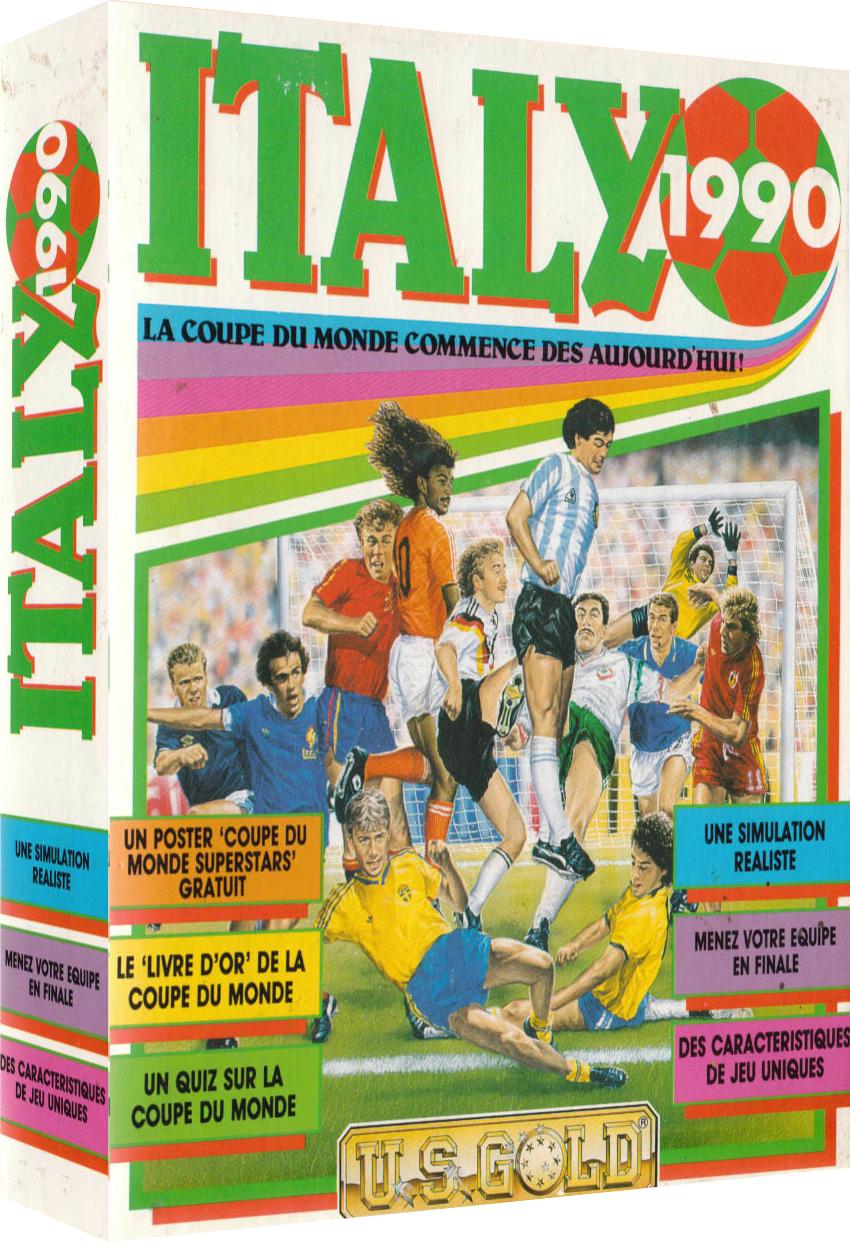 ITALY
1990
LA COUPE DU MONDE COMMENCE DES AUJOURD'HUI!
UN POSTER ‘COUPE DU
MONDE SUPERSTARS’
GRATUIT
LE ‘LIVRE D’OR’ DE LA
COUPE DU MONDE
UN QUIZ SUR LA
COUPE DU MONDE
UNE SIMULATION
REALISTE
MENEZ VOTRE EQUIPE
EN FINALE
DES CARACTERISTIQUES
DE JEU UNIQUES
U.S. GOLD®
10
11
ITALY 1990
UNE SIMULATION
REALISTE
MENEZ VOTRE EQUIPE
EN FINALE
DES CARACTERISTIQUES
DE JEU UNIQUES